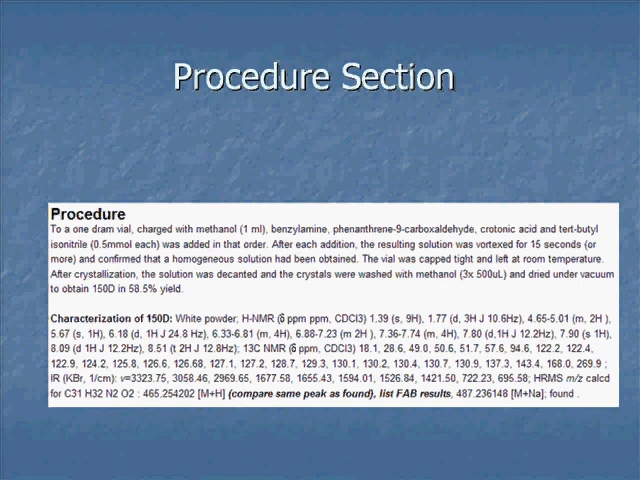 Procedure Section
Procedure
To a one dram vial, charged with methanol (1 ml), benzylamine, phenanthrene-9-carboxaldehyde, crotonic acid and tert-butyl
isonitrile (0.5mmol each) was added in that order. After each addition, the resulting solution was vortexed for 15 seconds (or
more) and confirmed that a homogeneous solution had been obtained. The vial was capped tight and left at room temperature.
After crystallization, the solution was decanted and the crystals were washed with methanol (3x 500uL) and dried under vacuum
to obtain 150D in 58.5% yield.
Characterization of 150D: White powder; H-NMR (δ ppm ppm, CDCl3) 1.39 (s, 9H), 1.77 (d, 3H J 10.6Hz), 4.65-5.01 (m, 2H ),
5.67 (s, 1H), 6.18 (d, 1H J 24.8 Hz), 6.33-6.81 (m, 4H), 6.88-7.23 (m 2H ), 7.36-7.74 (m, 4H), 7.80 (d,1H J 12.2Hz), 7.90 (s 1H),
8.09 (d 1H J 12.2Hz), 8.51 (t 2H J 12.8Hz); 13C NMR (δ ppm, CDCl3) 18.1, 28.6, 49.0, 50.6, 51.7, 57.6, 94.6, 122.2, 122.4,
122.9, 124.2, 125.8, 126.6, 126.68, 127.1, 127.2, 128.7, 129.3, 130.1, 130.2, 130.4, 130.7, 130.9, 137.3, 143.4, 168.0, 269.9 ;
IR (KBr, 1/cm): v=3323.75, 3058.46, 2969.65, 1677.58, 1655.43, 1594.01, 1526.84, 1421.50, 722.23, 695.58; HRMS m/z calcd
for C31 H32 N2 O2 : 465.254202 [M+H] (compare same peak as found), list FAB results, 487.236148 [M+Na]; found .